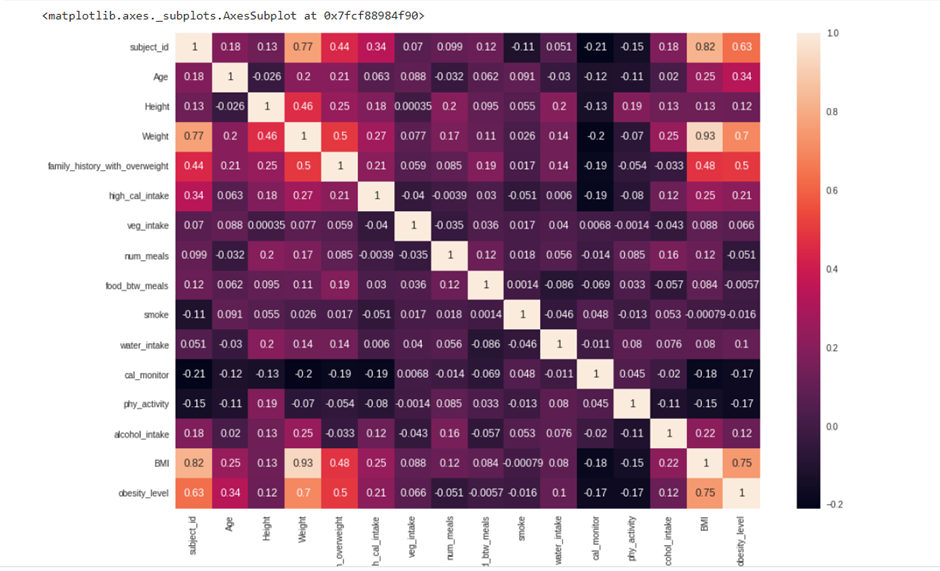 <matplotlib.axes._subplots.AxesSubplot at 0x7fcf88984f90>
subject_id 1 0.18 0.13 0.77 0.44 0.34 0.07 0.099 0.12 -0.11 0.051 -0.21 -0.15 0.18 0.82 0.63
Age 0.18 1 -0.026 0.2 0.21 0.063 0.088 -0.032 0.062 0.091 -0.03 -0.12 -0.11 0.02 0.25 0.34
Height 0.13 -0.026 1 0.46 0.25 0.18 0.00035 0.2 0.095 0.055 0.2 -0.13 0.19 0.13 0.13 0.12
Weight 0.77 0.2 0.46 1 0.5 0.27 0.077 0.17 0.11 0.026 0.14 -0.2 -0.07 0.25 0.93 0.7
family_history_with_overweight 0.44 0.21 0.25 0.5 1 0.21 0.059 0.085 0.19 0.017 0.14 -0.19 -0.054 -0.033 0.48 0.5
high_cal_intake 0.34 0.063 0.18 0.27 0.21 1 -0.04 -0.0039 0.03 -0.051 0.006 -0.19 -0.08 0.12 0.25 0.21
veg_intake 0.07 0.088 0.00035 0.077 0.059 -0.04 1 -0.035 0.036 0.017 0.04 0.0068 -0.0014 -0.043 0.088 0.066
num_meals 0.099 -0.032 0.2 0.17 0.085 -0.0039 -0.035 1 0.12 0.018 0.056 -0.014 0.085 0.16 0.12 -0.051
food_btw_meals 0.12 0.062 0.095 0.11 0.19 0.03 0.036 0.12 1 0.0014 -0.086 -0.069 0.033 -0.057 0.084 -0.0057
smoke -0.11 0.091 0.055 0.026 0.017 -0.051 0.017 0.018 0.0014 1 -0.046 0.048 -0.013 0.053 -0.00079 -0.016
water_intake 0.051 -0.03 0.2 0.14 0.14 0.006 0.04 0.056 -0.086 -0.046 1 -0.011 0.08 0.076 0.08 0.1
cal_monitor -0.21 -0.12 -0.13 -0.2 -0.19 -0.19 0.0068 -0.014 -0.069 0.048 -0.011 1 0.045 -0.02 -0.18 -0.17
phy_activity -0.15 -0.11 0.19 -0.07 -0.054 -0.08 -0.0014 0.085 0.033 -0.013 0.08 0.045 1 -0.11 -0.15 -0.17
alcohol_intake 0.18 0.02 0.13 0.25 -0.033 0.12 -0.043 0.16 -0.057 0.053 0.076 -0.02 -0.11 1 0.22 0.12
BMI 0.82 0.25 0.13 0.93 0.48 0.25 0.088 0.12 0.084 -0.00079 0.08 -0.18 -0.15 0.22 1 0.75
obesity_level 0.63 0.34 0.12 0.7 0.5 0.21 0.066 -0.051 -0.0057 -0.016 0.1 -0.17 -0.17 0.12 0.75 1
subject_id
Age
Height
Weight
_overweight
h_cal_intake
veg_intake
num_meals
d_btw_meals
smoke
water_intake
cal_monitor
phy_activity
cohol_intake
BMI
obesity_level
1.0
0.8
0.6
0.4
0.2
0.0
-0.2